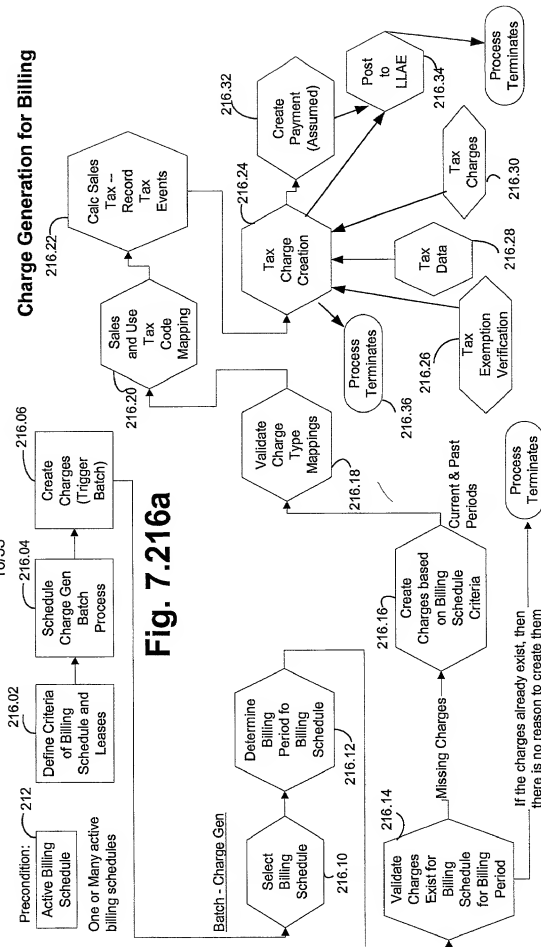 Charge Generation for Billing
Precondition:
212
Active Billing
Schedule
One or Many active
billing schedules
216.02
Define Criteria
of Billing
Schedule and
Leases
216.04
Schedule
Charge Gen
Batch
Process
216.06
Create
Charges
(Trigger
Batch)
Fig. 7.216a
Batch - Charge Gen
Select
Billing
Schedule
216.10
Determine
Billing
Period fo
Billing
Schedule
216.12
216.14
Validate
Charges
Exist for
Billing
Schedule
for Billing
Period
Missing Charges
If the charges already exist, then
there is no reason to create them
Process
Terminates
216.16
Create
Charges based
on Billing
Schedule
Criteria
Current & Past
Periods
Validate
Charge
Type
Mappings
216.18
Sales
and Use
Tax
Code
Mapping
216.20
Calc Sales
Tax --
Record
Tax
Events
216.22
Tax
Charge
Creation
216.24
Tax
Exemption
Verification
216.26
Tax
Data
216.28
Tax
Charges
216.30
Create
Payment
(Assumed)
216.32
Post
to
LLAE
216.34
Process
Terminates
Process
Terminates
216.36